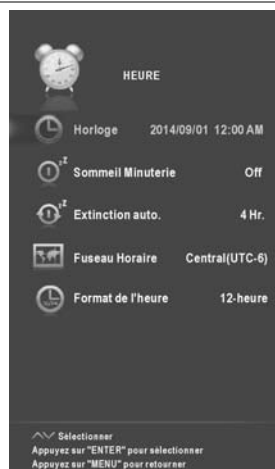 HEURE
Horloge 2014/09/01 12:00 AM
Sommeil Minuterie Off
Extinction auto. 4 Hr.
Fuseau Horaire Central(UTC-6)
Format de l'heure 12-heure
Sélectionner
Appuyez sur "ENTER" pour sélectionner
Appuyez sur "MENU" pour retourner